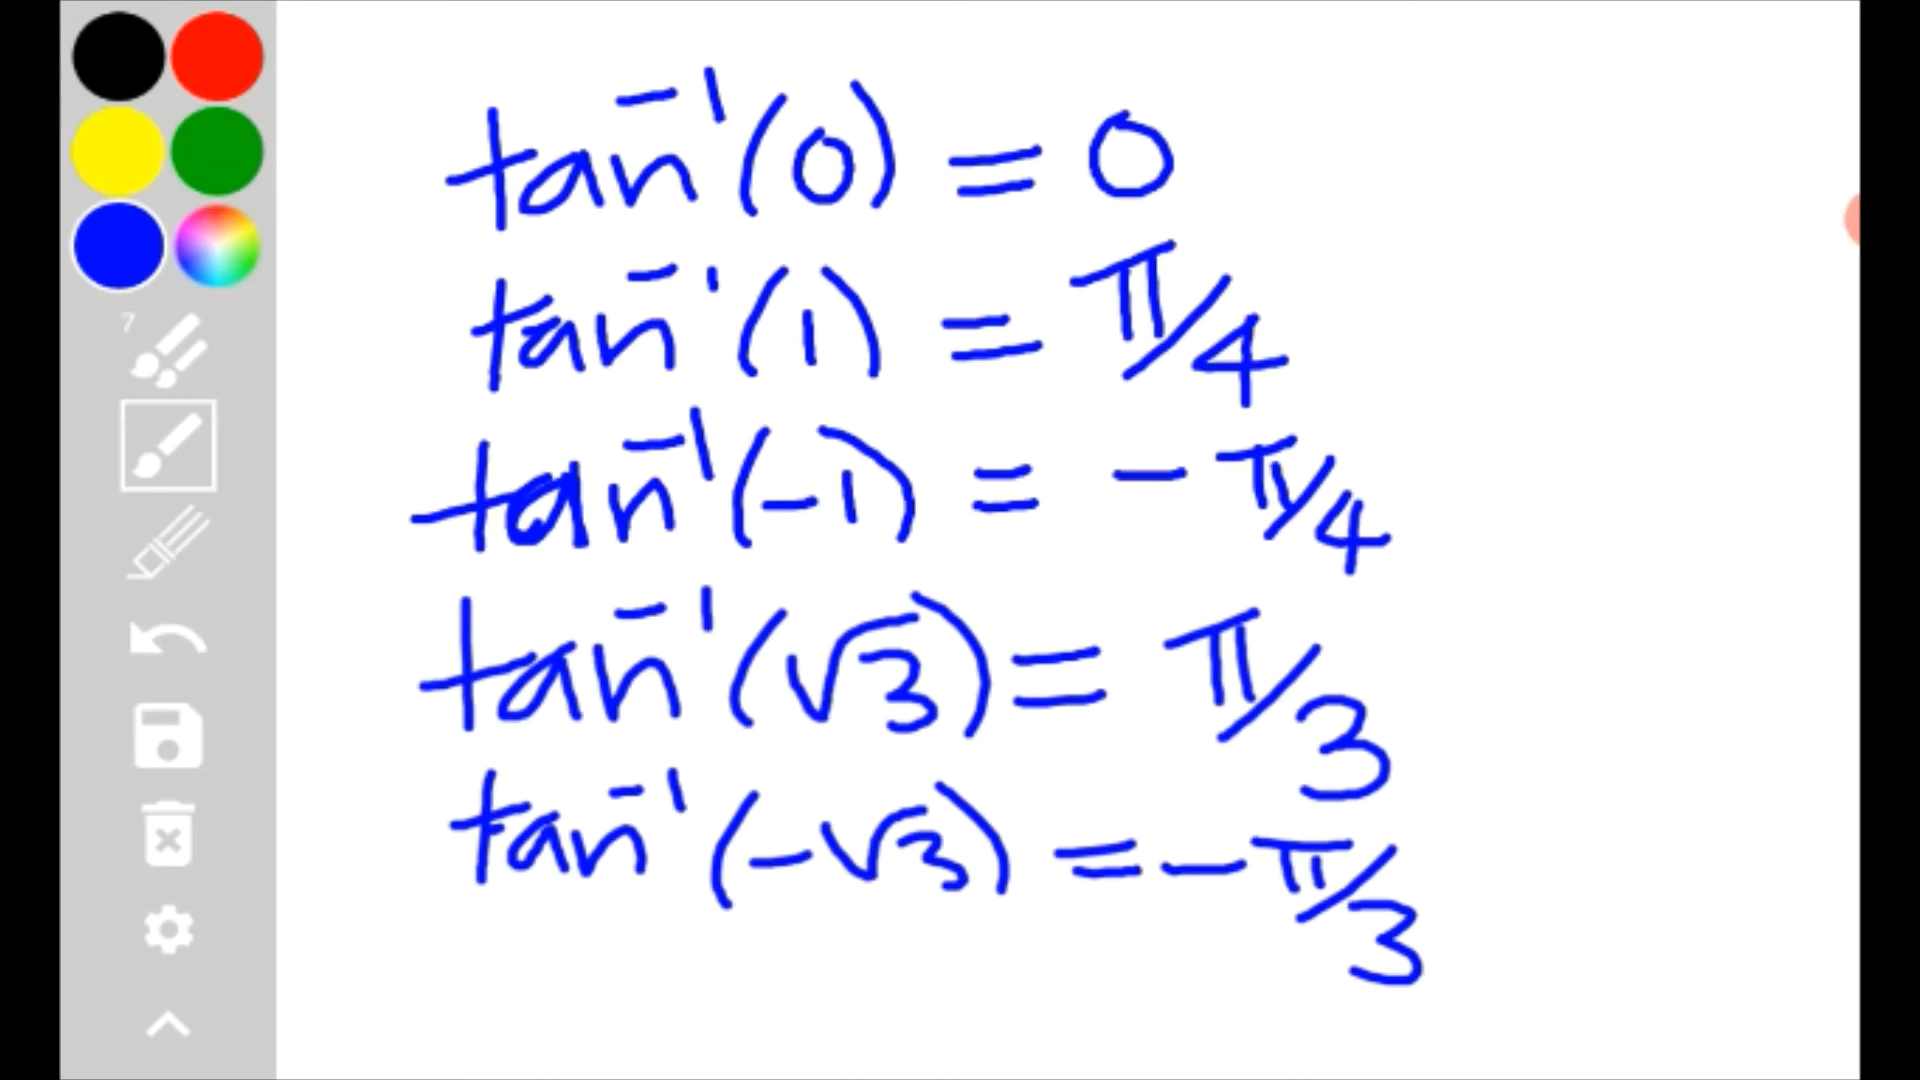 7
tan⁻¹(0) = 0
tan⁻¹(1) = π/4
tan⁻¹(-1) = -π/4
tan⁻¹(√3) = π/3
tan⁻¹(-√3) = -π/3